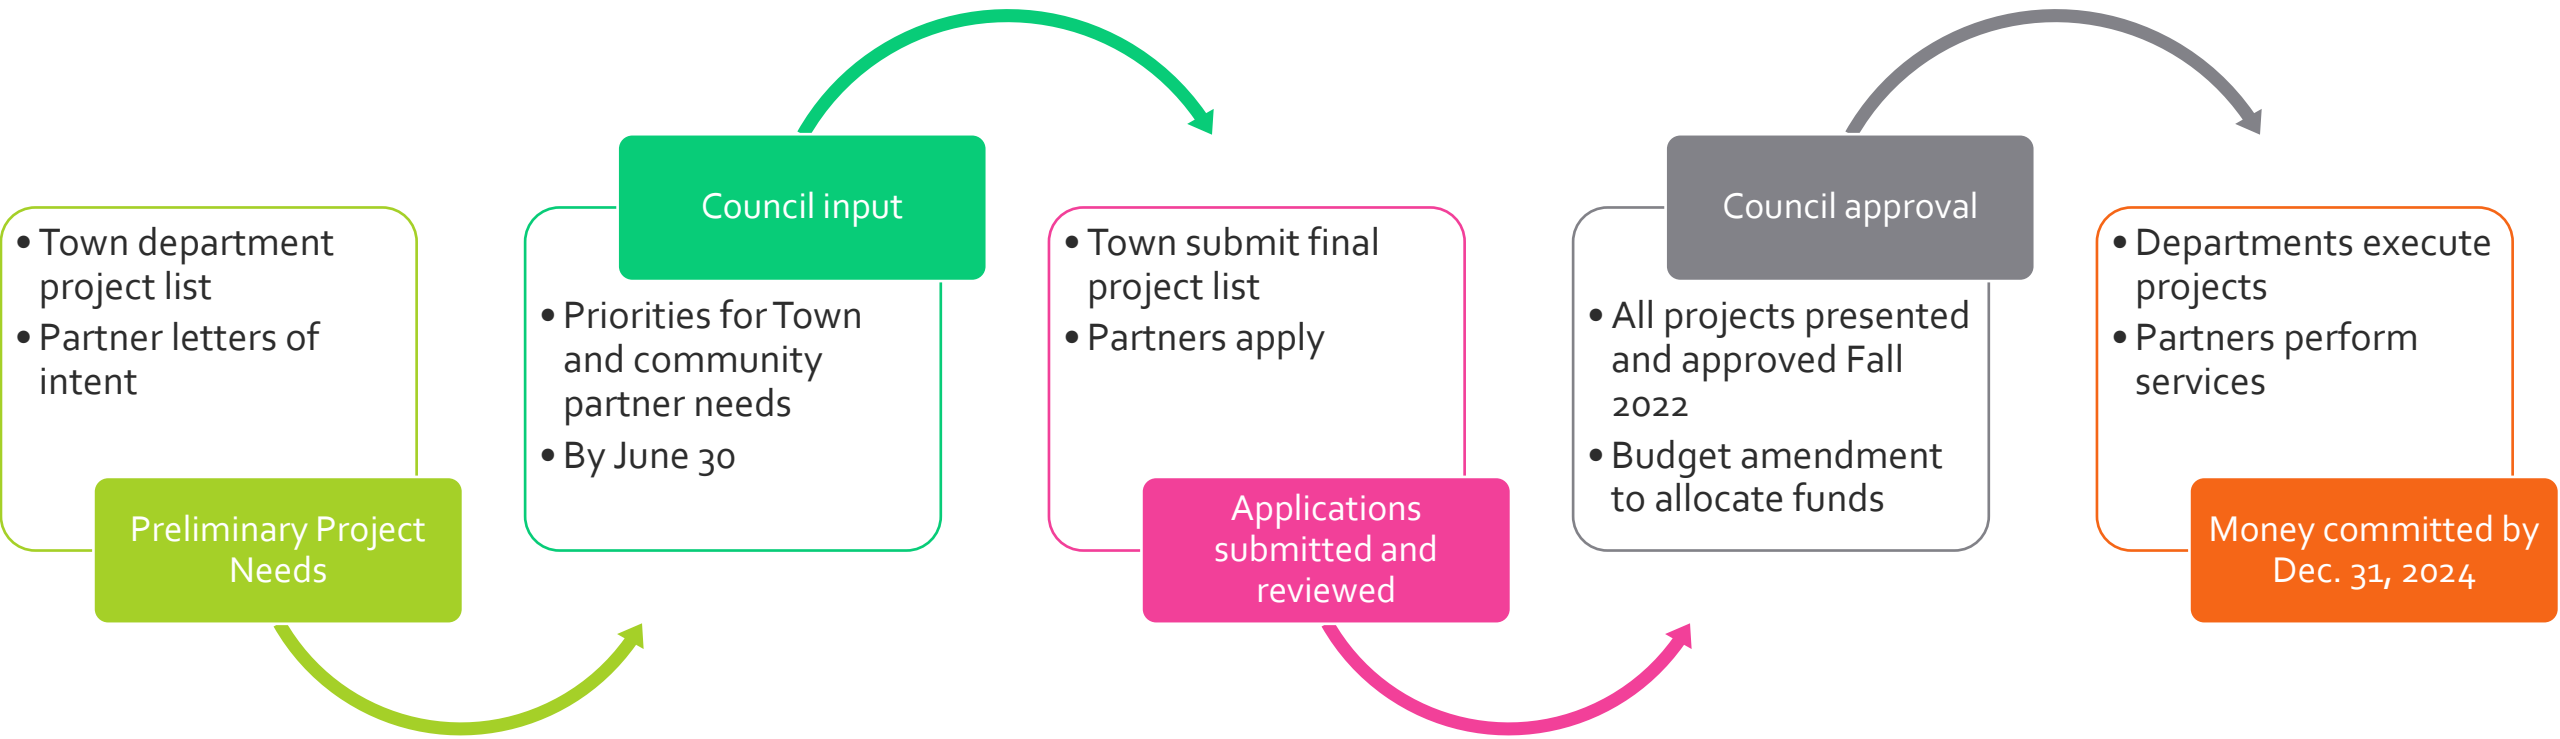 • Town department
project list
• Partner letters of
intent
Preliminary Project
Needs
Council input
• Priorities for Town
and community
partner needs
• By June 30
• Town submit final
project list
• Partners apply
Applications
submitted and
reviewed
Council approval
• All projects presented
and approved Fall
2022
• Budget amendment
to allocate funds
• Departments execute
projects
• Partners perform
services
Money committed by
Dec. 31, 2024